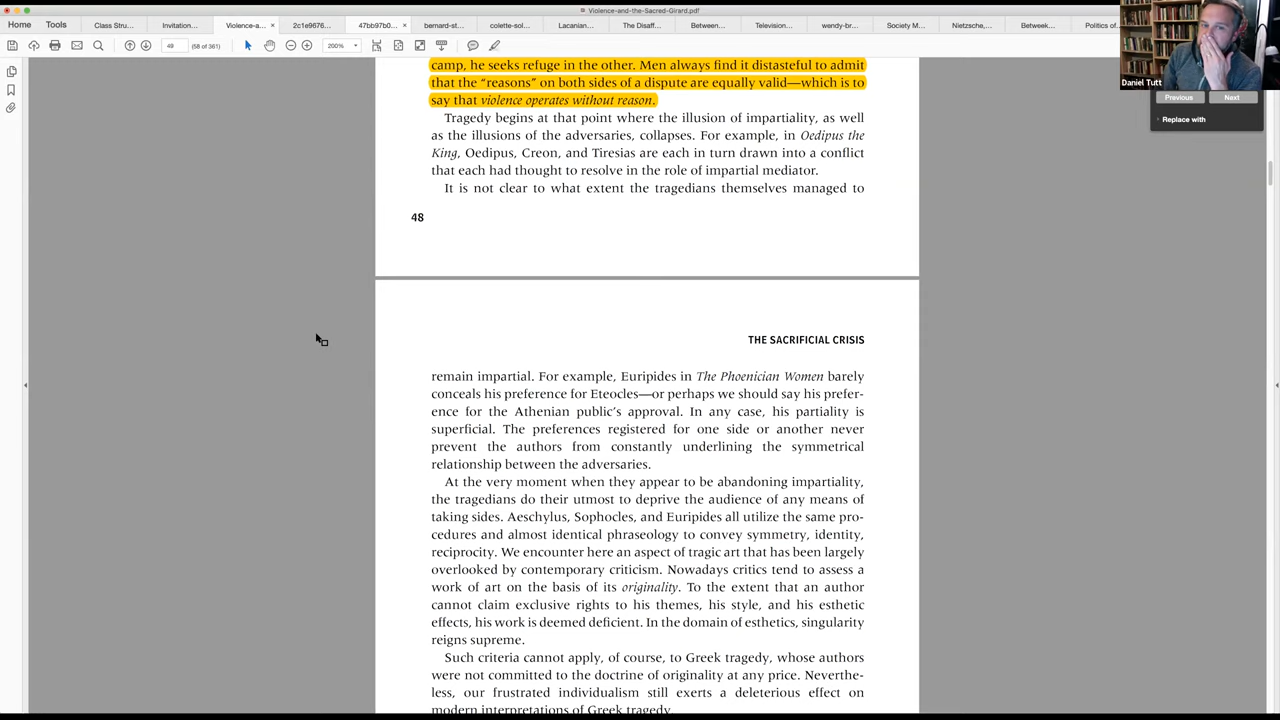 Violence-and-the-Sacred-Girard.pdf
Home Tools Class Stru... Invitation... Violence-a... × 2c1e9676... 47bb97b0... × bernard-st... colette-sol... Lacanian... The Disaff... Between... Television... wendy-br... Society M... Nietzsche,... Betweek... Politics of...
49 (58 of 361) 200%
Daniel Tutt
Previous Next
Replace with
camp, he seeks refuge in the other. Men always find it distasteful to admit
that the “reasons” on both sides of a dispute are equally valid—which is to
say that violence operates without reason.
Tragedy begins at that point where the illusion of impartiality, as well
as the illusions of the adversaries, collapses. For example, in Oedipus the
King, Oedipus, Creon, and Tiresias are each in turn drawn into a conflict
that each had thought to resolve in the role of impartial mediator.
It is not clear to what extent the tragedians themselves managed to
48
THE SACRIFICIAL CRISIS
remain impartial. For example, Euripides in The Phoenician Women barely
conceals his preference for Eteocles—or perhaps we should say his prefer-
ence for the Athenian public’s approval. In any case, his partiality is
superficial. The preferences registered for one side or another never
prevent the authors from constantly underlining the symmetrical
relationship between the adversaries.
At the very moment when they appear to be abandoning impartiality,
the tragedians do their utmost to deprive the audience of any means of
taking sides. Aeschylus, Sophocles, and Euripides all utilize the same pro-
cedures and almost identical phraseology to convey symmetry, identity,
reciprocity. We encounter here an aspect of tragic art that has been largely
overlooked by contemporary criticism. Nowadays critics tend to assess a
work of art on the basis of its originality. To the extent that an author
cannot claim exclusive rights to his themes, his style, and his esthetic
effects, his work is deemed deficient. In the domain of esthetics, singularity
reigns supreme.
Such criteria cannot apply, of course, to Greek tragedy, whose authors
were not committed to the doctrine of originality at any price. Neverthe-
less, our frustrated individualism still exerts a deleterious effect on
modern interpretations of Greek tragedy.